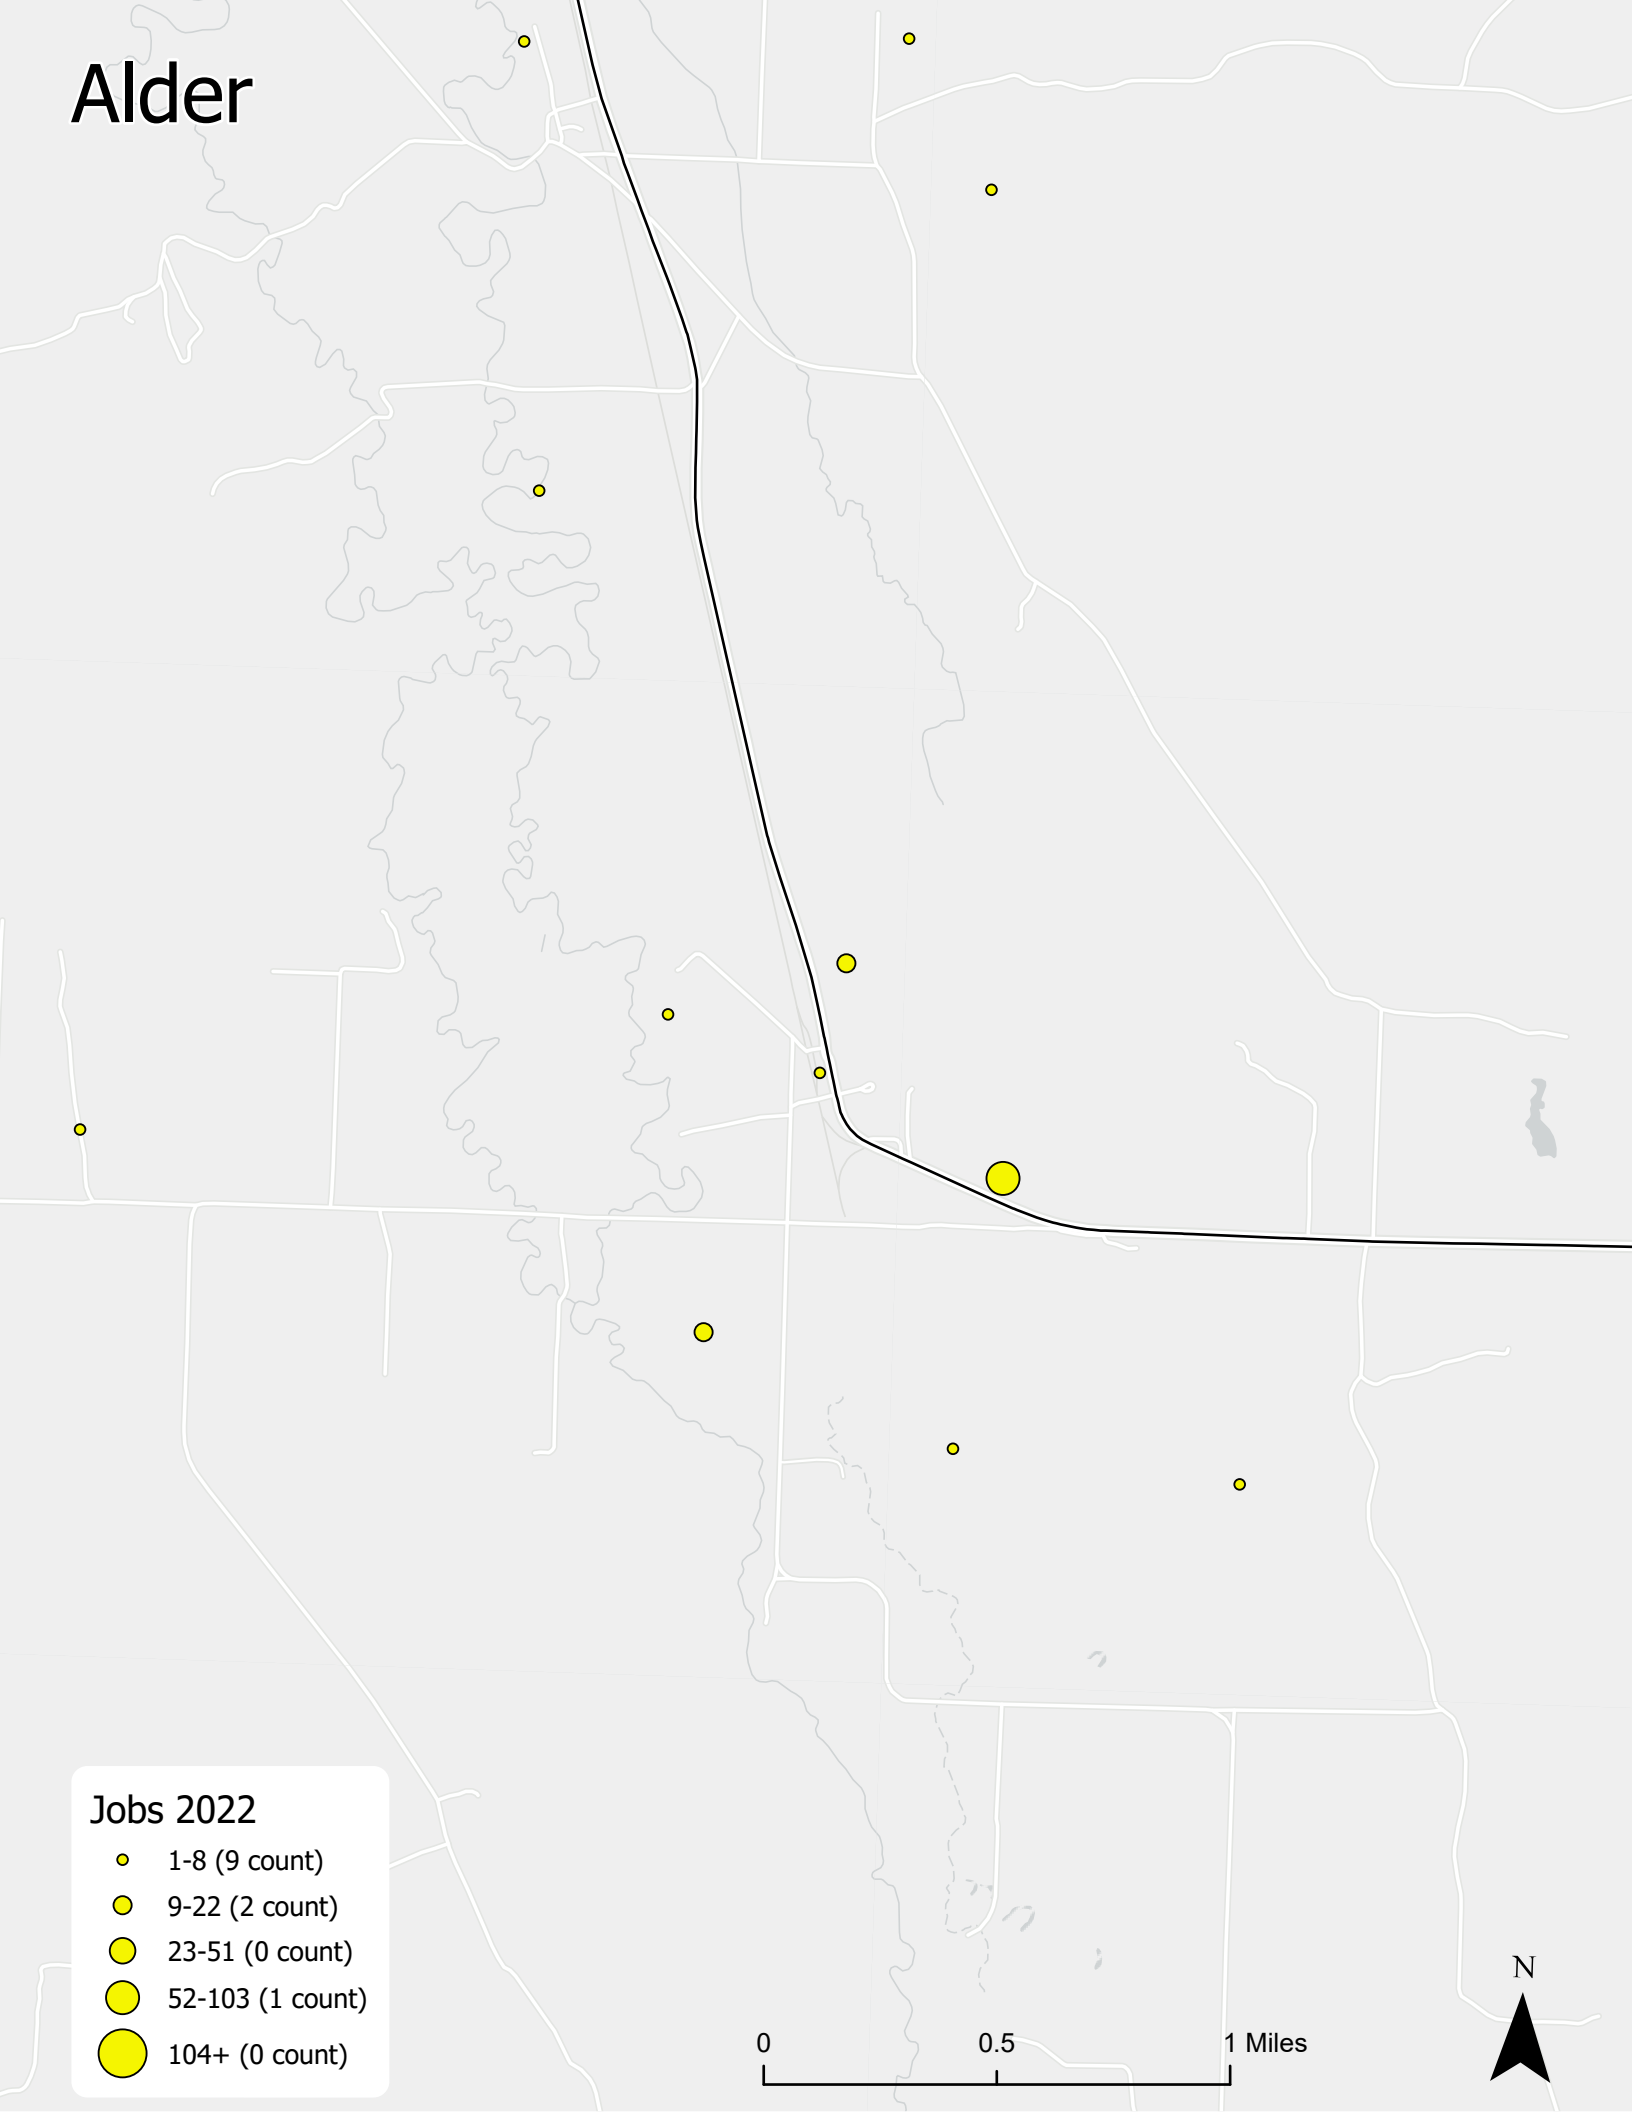 Alder
Jobs 2022
1-8 (9 count)
9-22 (2 count)
23-51 (0 count)
52-103 (1 count)
104+ (0 count)
0 0.5 1 Miles
N